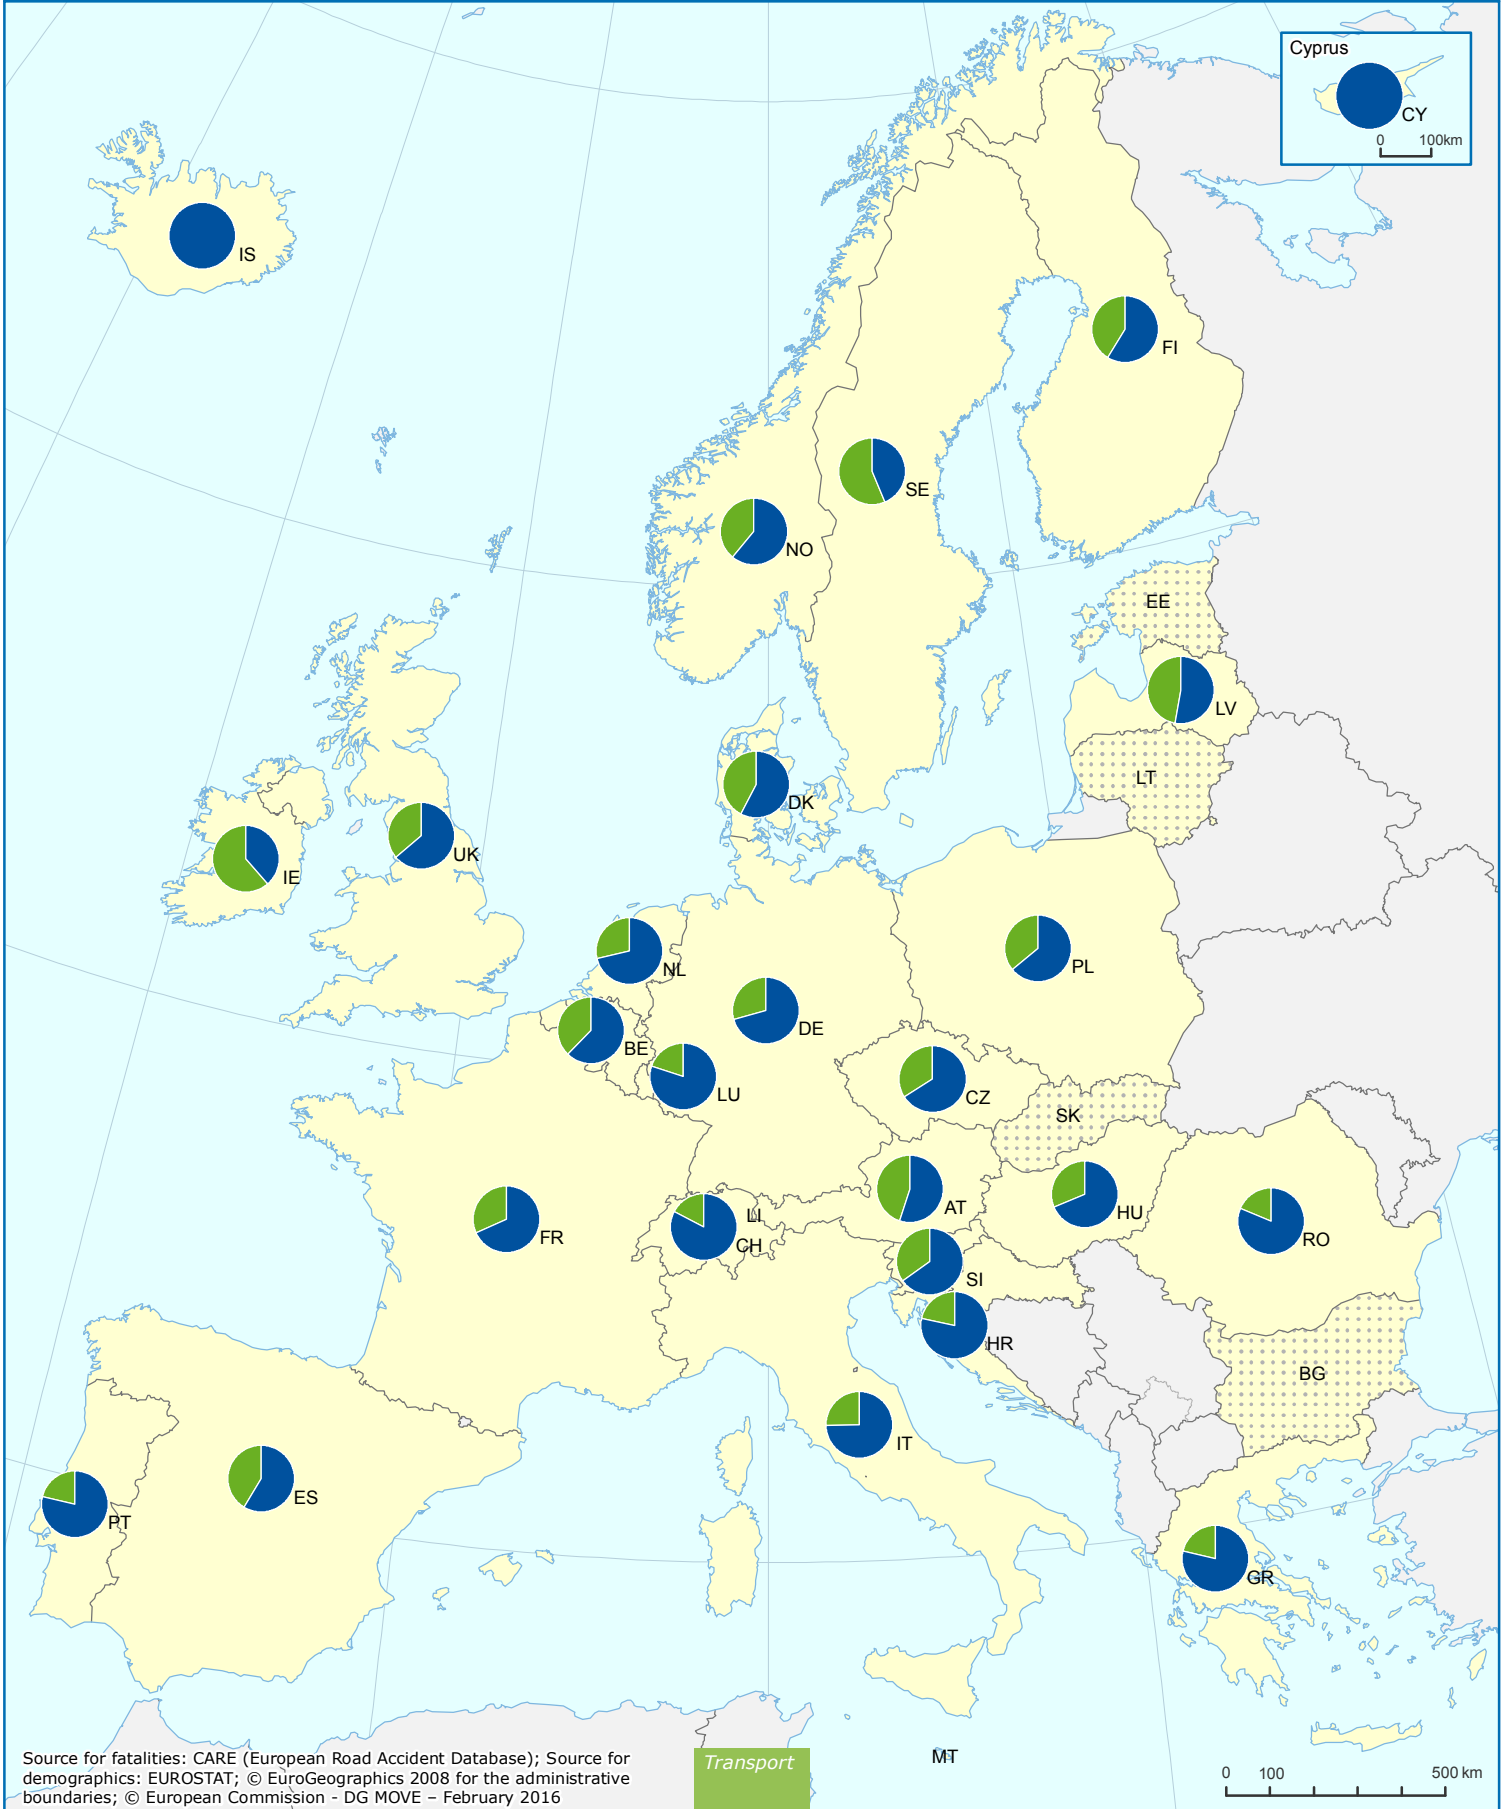 Cyprus
CY
0 100km
IS
FI
SE
NO
EE
LV
LT
DK
UK
IE
NL
PL
DE
BE
LU
CZ
SK
AT
HU
LI
CH
FR
RO
SI
HR
BG
IT
ES
PT
GR
MT
Source for fatalities: CARE (European Road Accident Database); Source for
demographics: EUROSTAT; © EuroGeographics 2008 for the administrative
boundaries; © European Commission - DG MOVE – February 2016
Transport
0 100 500 km